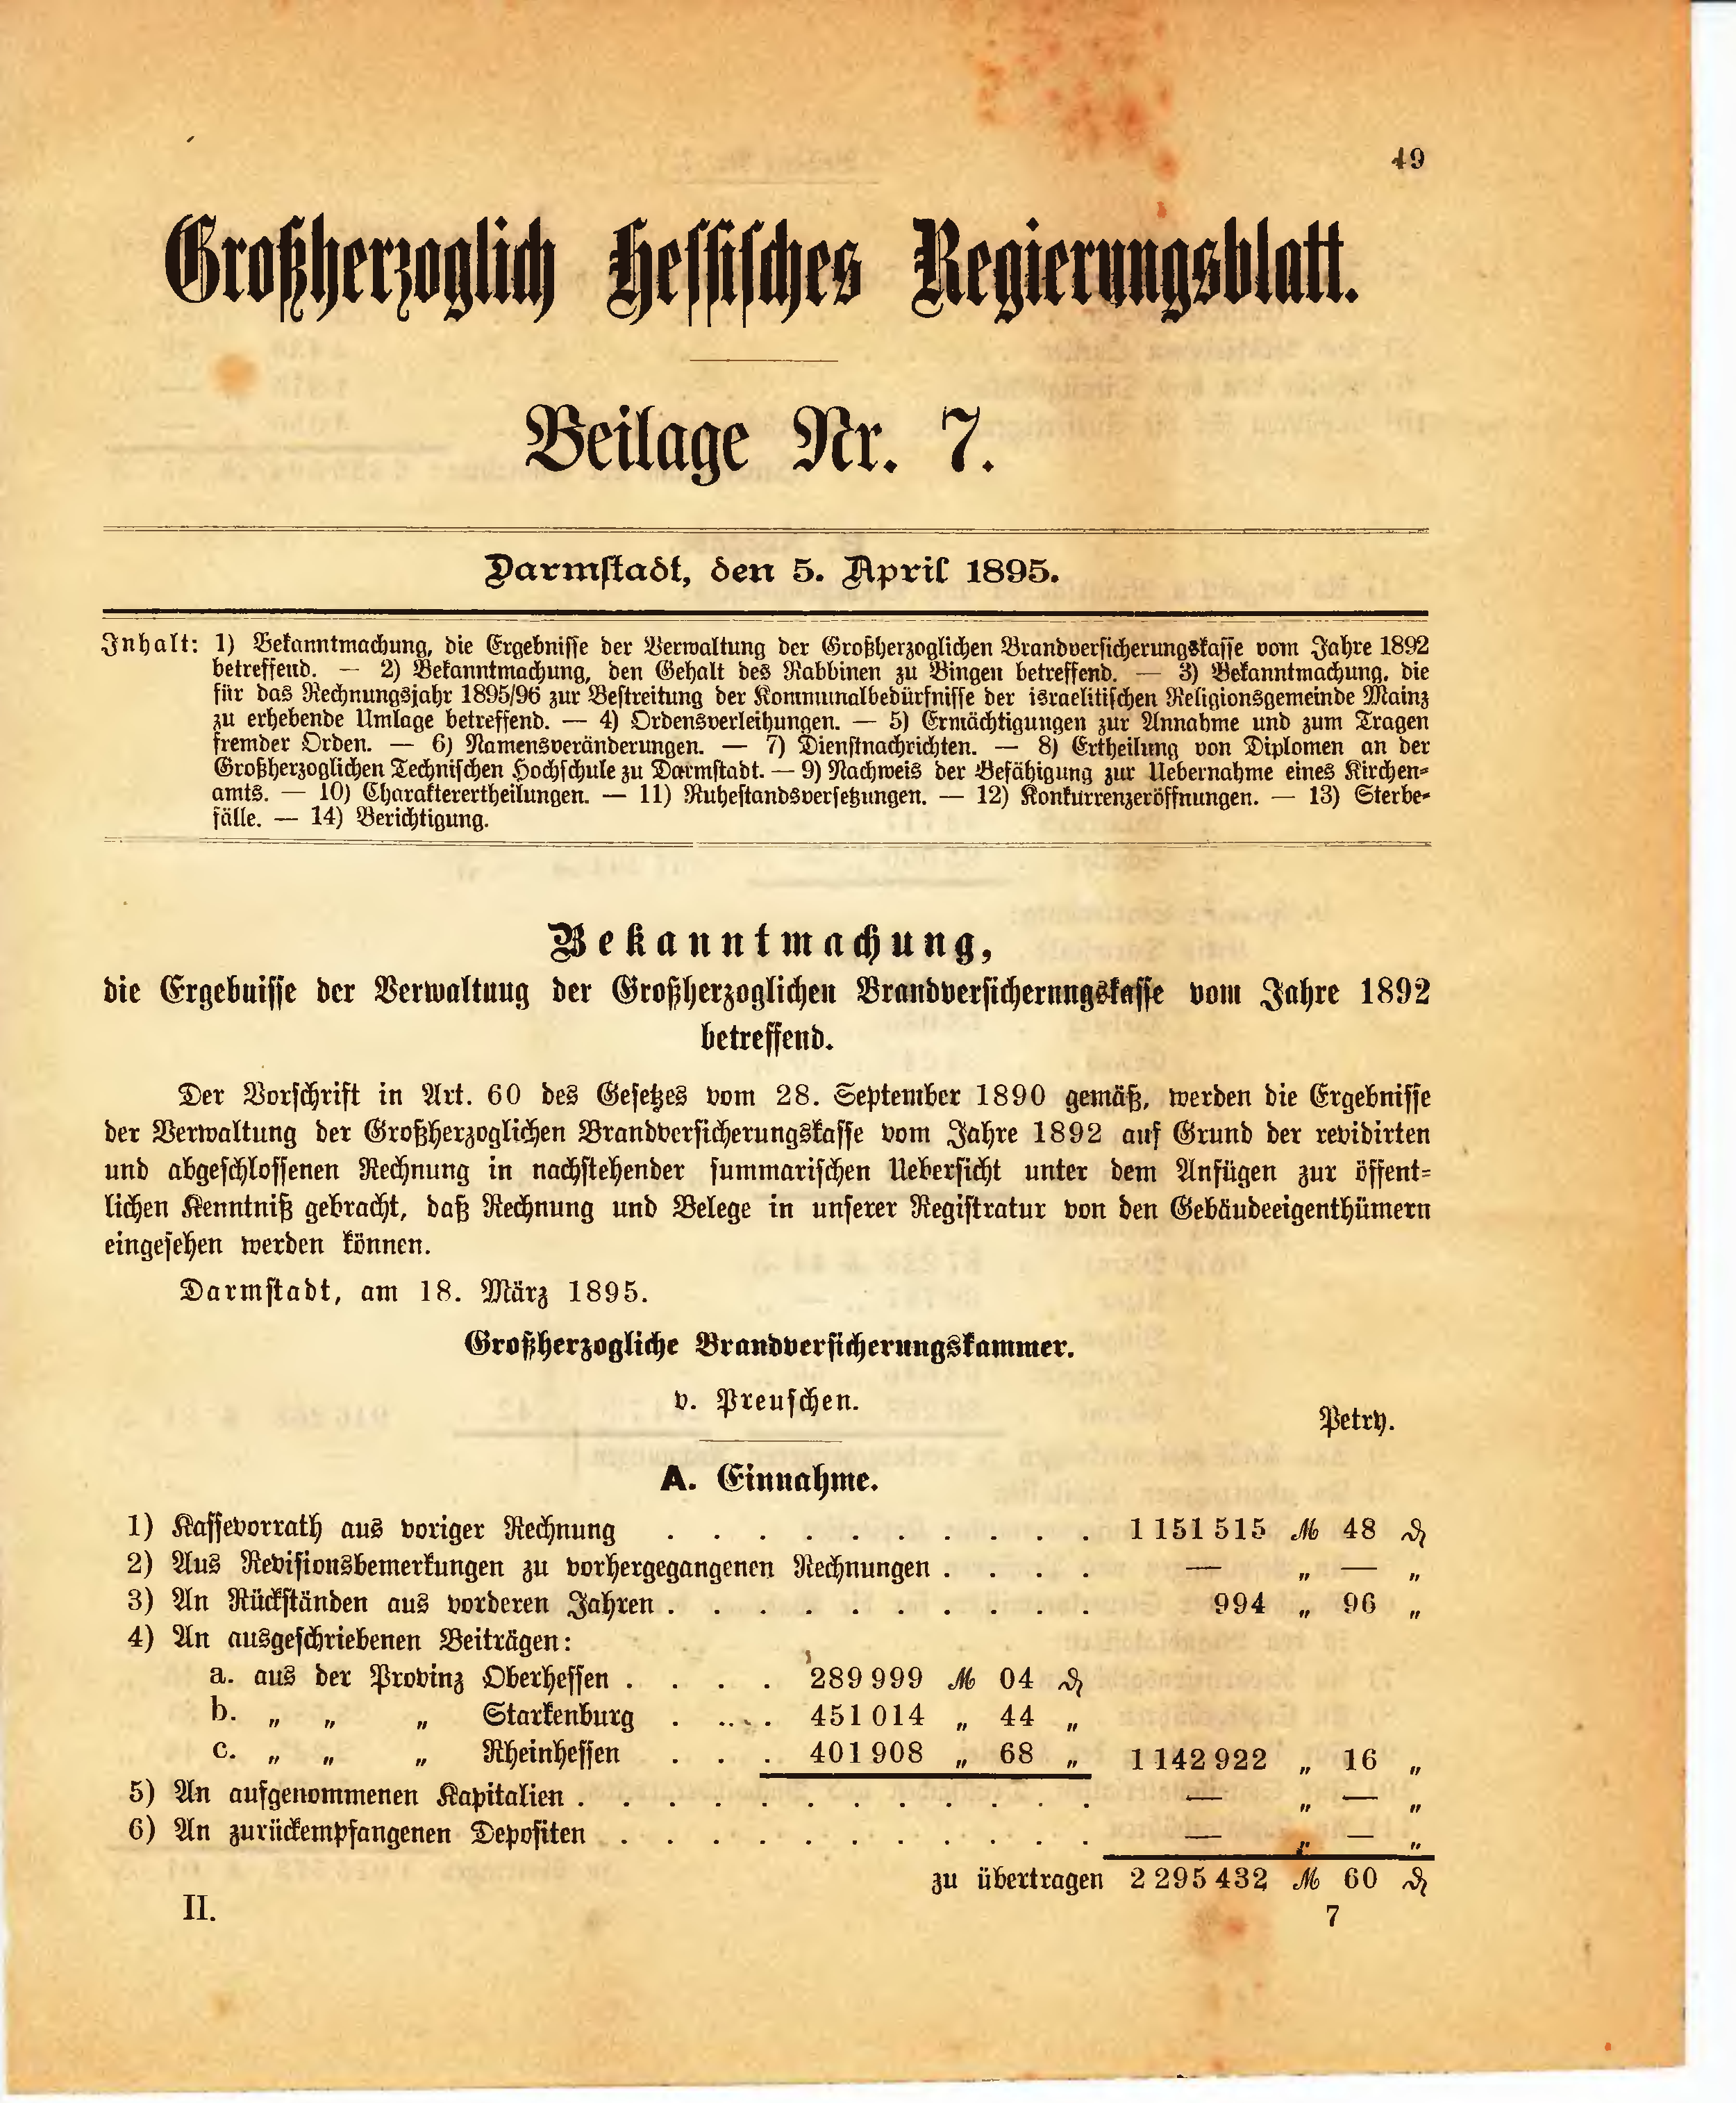 49
Großherzoglich Hessisches Regierungsblatt.
Beilage Nr. 7.
Darmstadt, den 5. April 1895.
Inhalt: 1) Bekanntmachung, die Ergebnisse der Verwaltung der Großherzoglichen Brandversicherungskasse vom Jahre 1892
betreffend. — 2) Bekanntmachung, den Gehalt des Rabbinen zu Bingen betreffend. — 3) Bekanntmachung, die
für das Rechnungsjahr 1895/96 zur Bestreitung der Kommunalbedürfnisse der israelitischen Religionsgemeinde Mainz
zu erhebende Umlage betreffend. — 4) Ordensverleihungen. — 5) Ermächtigungen zur Annahme und zum Tragen
fremder Orden. — 6) Namensveränderungen. — 7) Dienstnachrichten. — 8) Ertheilung von Diplomen an der
Großherzoglichen Technischen Hochschule zu Darmstadt. — 9) Nachweis der Befähigung zur Uebernahme eines Kirchen-
amts. — 10) Charakterertheilungen. — 11) Ruhestandsversetzungen. — 12) Konkurrenzeröffnungen. — 13) Sterbe-
fälle. — 14) Berichtigung.
Bekanntmachung,
die Ergebnisse der Verwaltung der Großherzoglichen Brandversicherungskasse vom Jahre 1892
betreffend.
Der Vorschrift in Art. 60 des Gesetzes vom 28. September 1890 gemäß, werden die Ergebnisse
der Verwaltung der Großherzoglichen Brandversicherungskasse vom Jahre 1892 auf Grund der revidirten
und abgeschlossenen Rechnung in nachstehender summarischen Uebersicht unter dem Anfügen zur öffent-
lichen Kenntniß gebracht, daß Rechnung und Belege in unserer Registratur von den Gebäudeeigenthümern
eingesehen werden können.
Darmstadt, am 18. März 1895.
Großherzogliche Brandversicherungskammer.
v. Preuschen.
Petry.
A. Einnahme.
1) Kassevorrath aus voriger Rechnung . . . . . . . . . . 1 151 515 ℳ 48 ₰
2) Aus Revisionsbemerkungen zu vorhergegangenen Rechnungen . . . . — „ — „
3) An Rückständen aus vorderen Jahren . . . . . . . . . . 994 „ 96 „
4) An ausgeschriebenen Beiträgen:
a. aus der Provinz Oberhessen . . . . 289 999 ℳ 04 ₰
b. „ „ „ Starkenburg . . . . 451 014 „ 44 „
c. „ „ „ Rheinhessen . . . 401 908 „ 68 „ 1 142 922 „ 16 „
5) An aufgenommenen Kapitalien . . . . . . . . . . . . — „ — „
6) An zurückempfangenen Depositen . . . . . . . . . . . — „ — „
zu übertragen 2 295 432 ℳ 60 ₰
II.
7